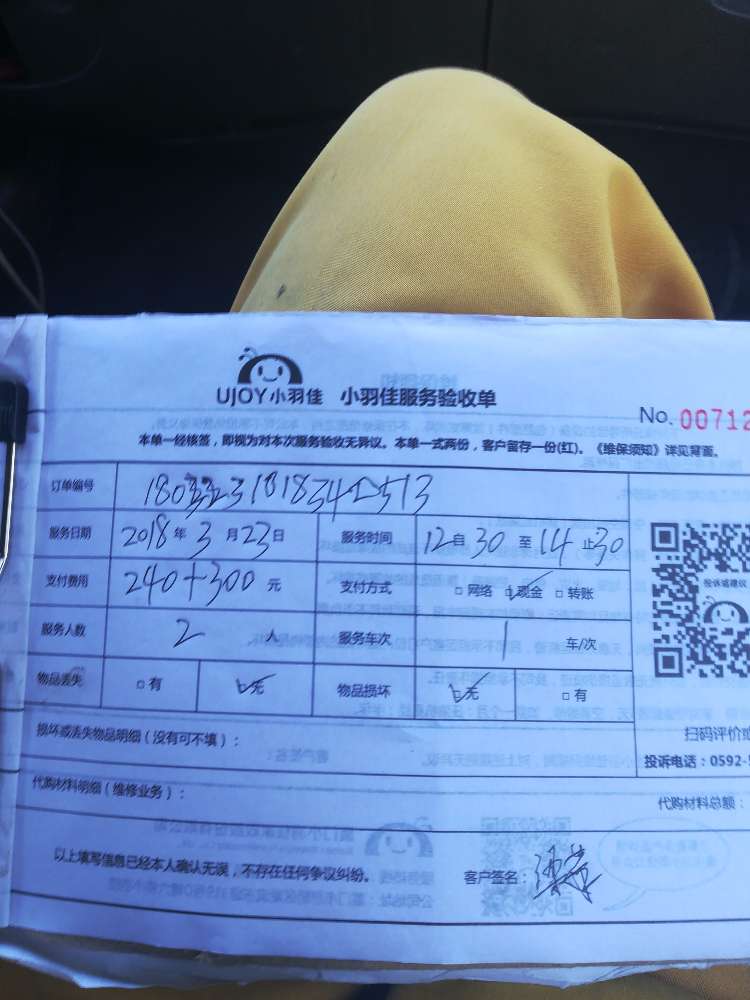 UJOY小羽佳 小羽佳服务验收单
No. 00712
本单一经核签，即视为对本次服务验收无异议。本单一式两份，客户留存一份(红)。《维保须知》详见背面。
订单编号
服务日期 2018年3月23日 服务时间 12自30至14止30
支付费用 240+300元 支付方式 □网络 □现金 □转账
投诉或建议
服务人数 2人 服务车次 1 车/次
物品丢失 □有 □无 物品损坏 □无 □有
损坏或丢失物品明细（没有可不填）：
扫码评价或
投诉电话：0592-5
代购材料明细（维修业务）：
代购材料总额：
以上填写信息已经本人确认无误，不存在任何争议纠纷。
客户签名：